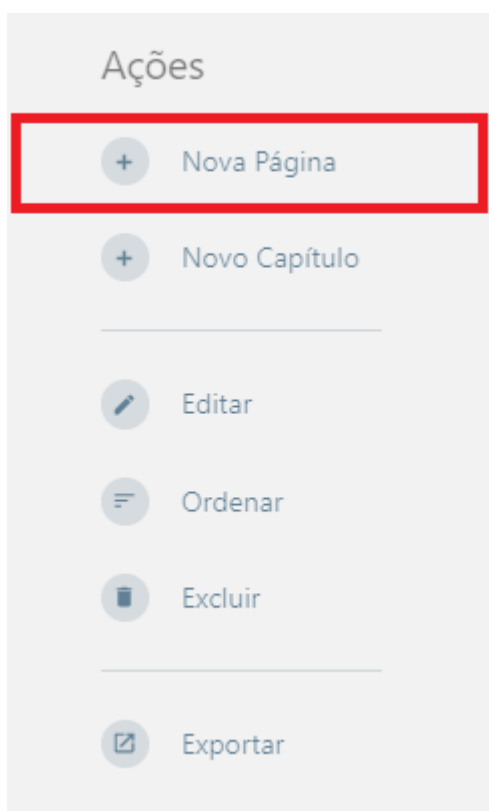 Ações
Nova Página
Novo Capítulo
Editar
Ordenar
Excluir
Exportar